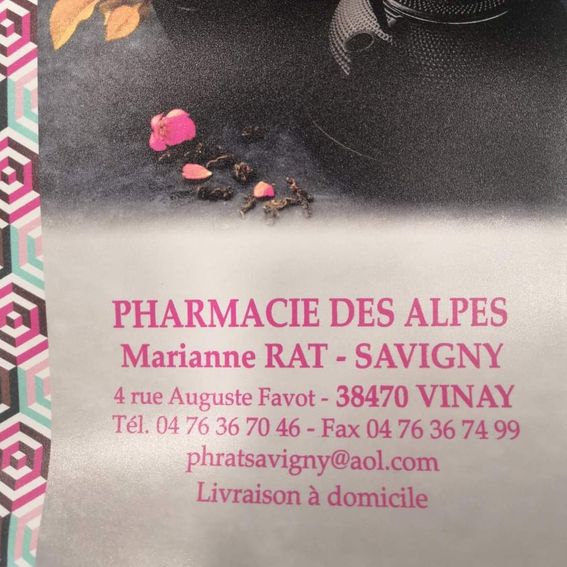 PHARMACIE DES ALPES
Marianne RAT - SAVIGNY
4 rue Auguste Favot - 38470 VINAY
Tél. 04 76 36 70 46 - Fax 04 76 36 74 99
phratsavigny@aol.com
Livraison à domicile